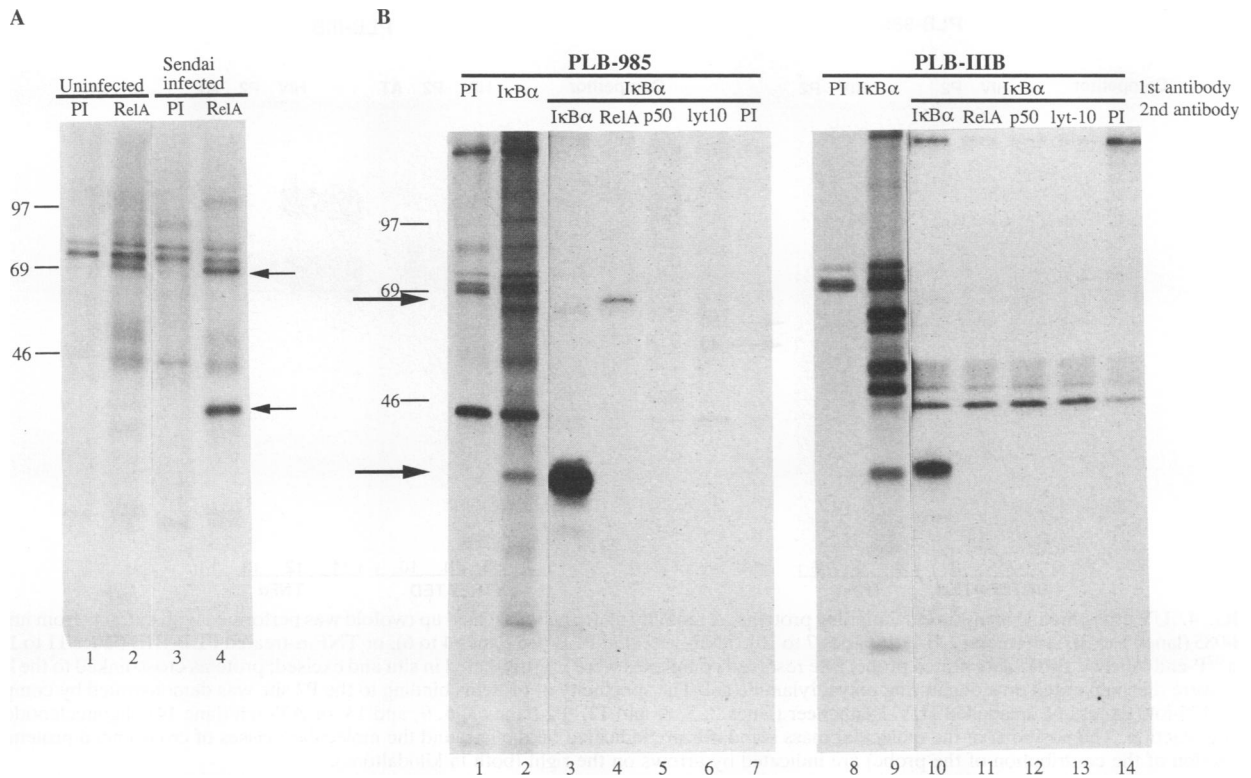 A
B
Uninfected
Sendai
infected
PI RelA PI RelA
97
69
46
1 2 3 4
PLB-985
PI IκBα IκBα
IκBα RelA p50 lyt10 PI
97
69
46
1 2 3 4 5 6 7
PLB-IIIB
PI IκBα IκBα 1st antibody
IκBα RelA p50 lyt-10 PI 2nd antibody
8 9 10 11 12 13 14